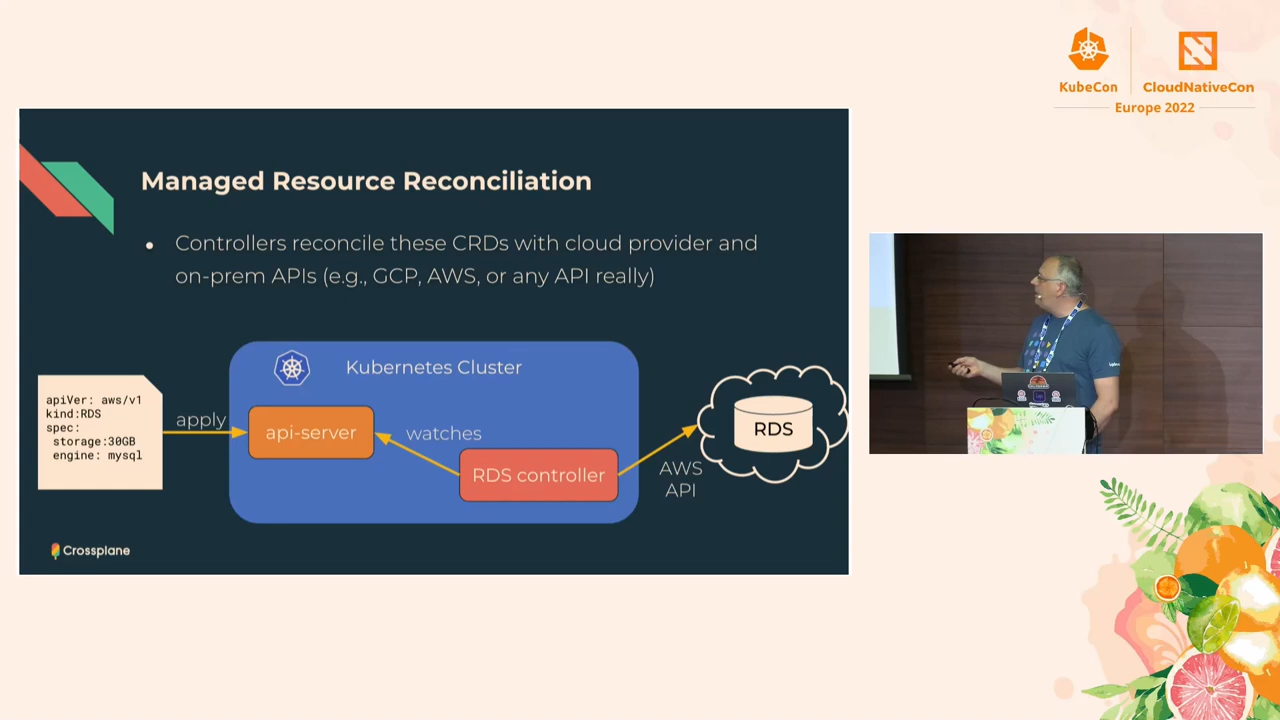 KubeCon
CloudNativeCon
Europe 2022
Managed Resource Reconciliation
• Controllers reconcile these CRDs with cloud provider and
on-prem APIs (e.g., GCP, AWS, or any API really)
Kubernetes Cluster
apiVer: aws/v1
kind:RDS
spec:
storage:30GB
engine: mysql
apply
api-server
watches
RDS controller
AWS
API
RDS
Crossplane